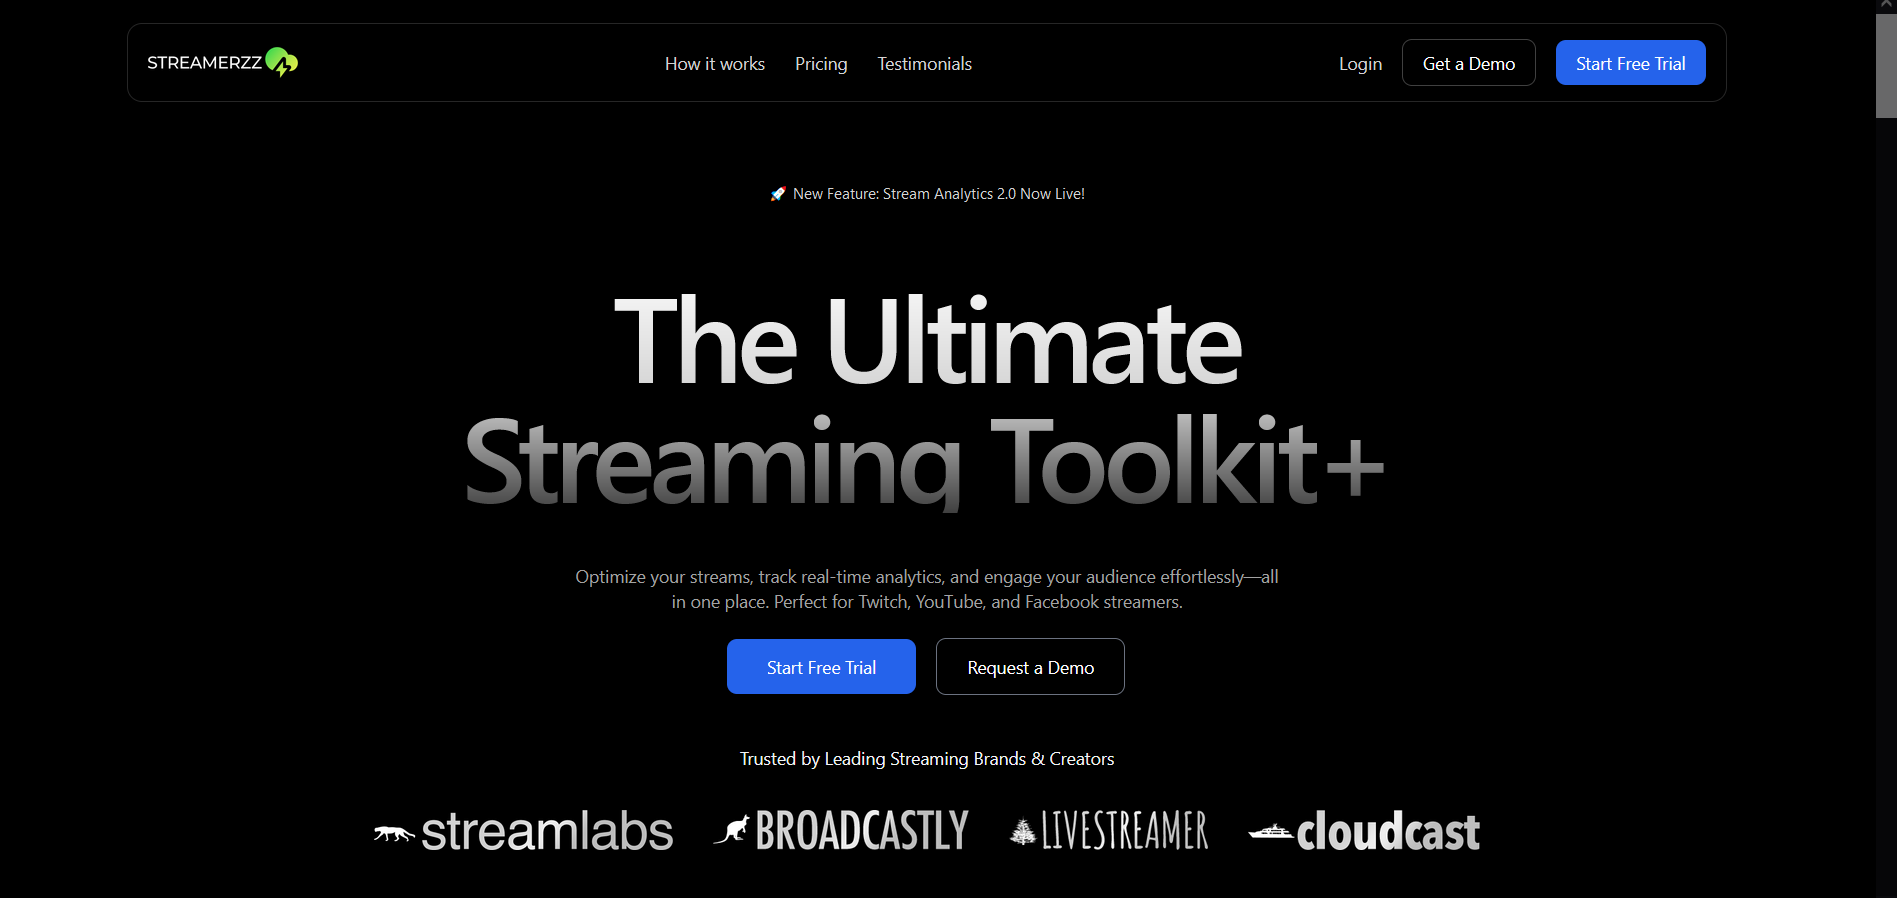 STREAMERZZ
How it works
Pricing
Testimonials
Login
Get a Demo
Start Free Trial
🚀 New Feature: Stream Analytics 2.0 Now Live!
The Ultimate
Streaming Toolkit+
Optimize your streams, track real-time analytics, and engage your audience effortlessly—all
in one place. Perfect for Twitch, YouTube, and Facebook streamers.
Start Free Trial
Request a Demo
Trusted by Leading Streaming Brands & Creators
streamlabs
BROADCASTLY
LIVESTREAMER
cloudcast